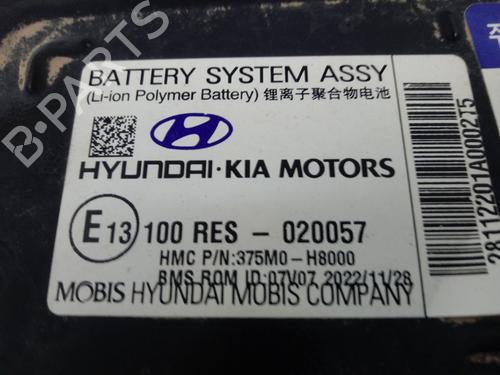 BATTERY SYSTEM ASSY
(Li-ion Polymer Battery) 锂离子聚合物电池
HYUNDAI·KIA MOTORS
E13 100 RES - 020057
HMC P/N:375M0-H8000
BMS ROM ID:07V07 2022/11/28
MOBIS HYUNDAI MOBIS COMPANY
주
B-PARTS